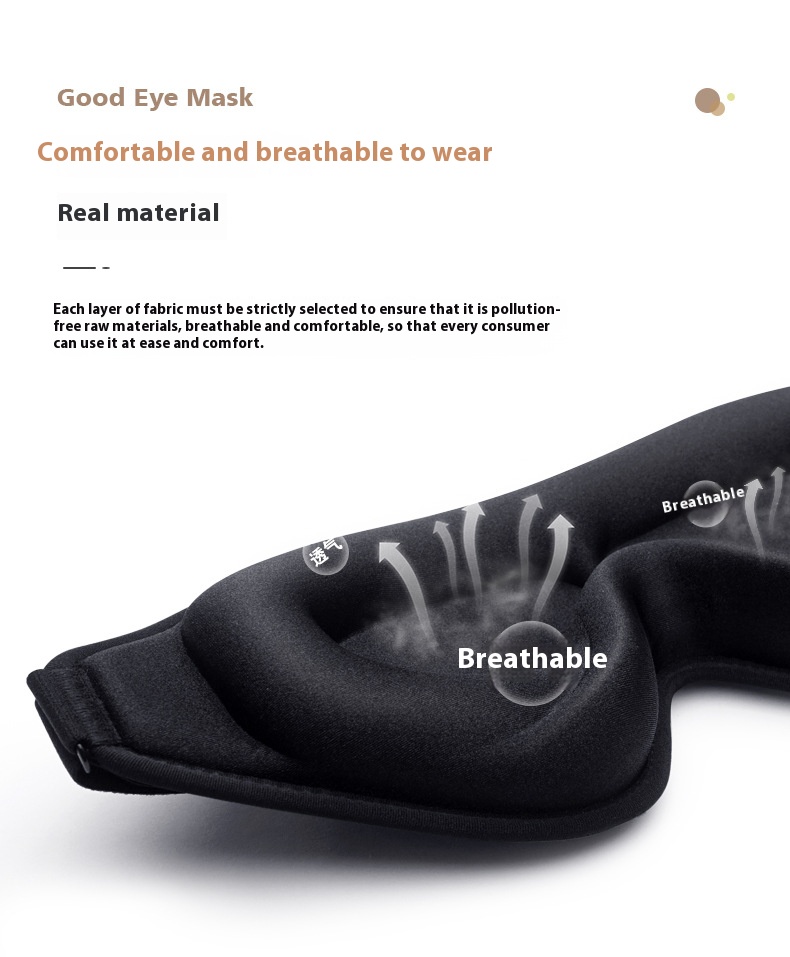 Good Eye Mask
Comfortable and breathable to wear
Real material
Each layer of fabric must be strictly selected to ensure that it is pollution-
free raw materials, breathable and comfortable, so that every consumer
can use it at ease and comfort.
Breathable
透气
Breathable